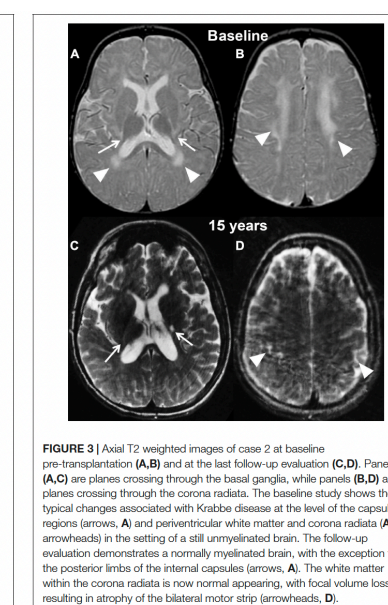 Baseline
A
B
15 years
C
D
FIGURE 3 | Axial T2 weighted images of case 2 at baseline
pre-transplantation (A,B) and at the last follow-up evaluation (C,D). Pane
(A,C) are planes crossing through the basal ganglia, while panels (B,D) a
planes crossing through the corona radiata. The baseline study shows th
typical changes associated with Krabbe disease at the level of the capsul
regions (arrows, A) and periventricular white matter and corona radiata (A
arrowheads) in the setting of a still unmyelinated brain. The follow-up
evaluation demonstrates a normally myelinated brain, with the exception
the posterior limbs of the internal capsules (arrows, A). The white matter
within the corona radiata is now normal appearing, with focal volume loss
resulting in atrophy of the bilateral motor strip (arrowheads, D).